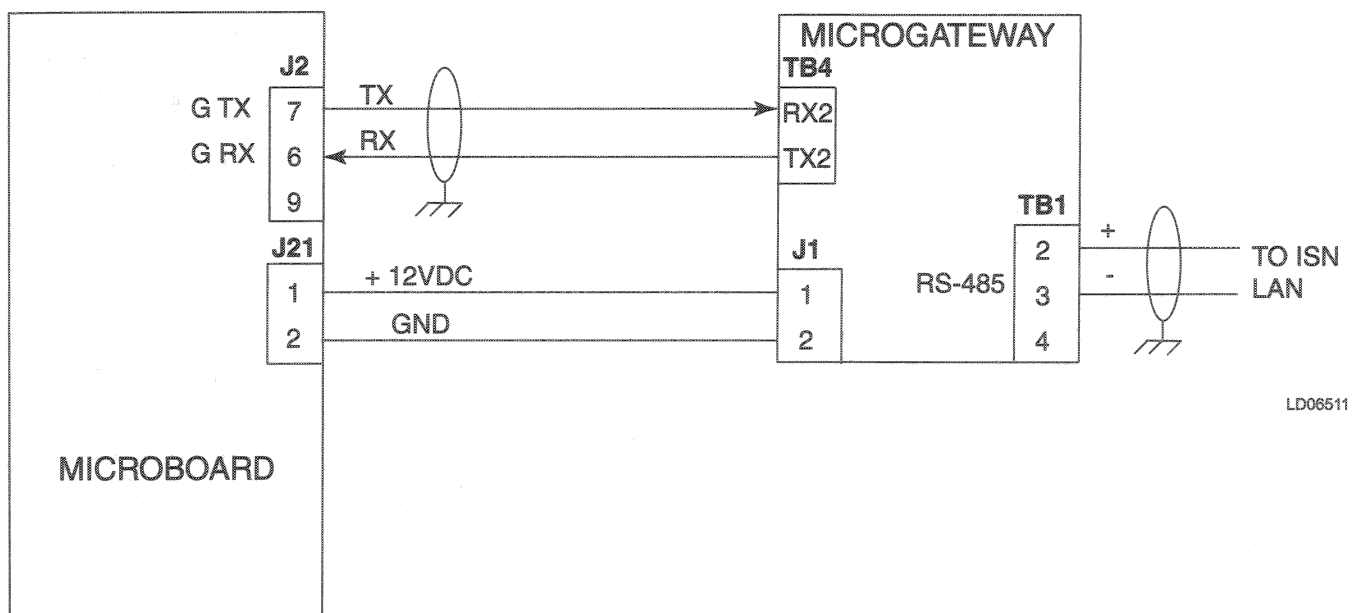 MICROGATEWAY
J2
TB4
G TX 7 TX RX2
G RX 6 RX TX2
9
TB1
J21
J1
+ 12VDC
1 1
GND
2 2
RS-485
2 + TO ISN
3 - LAN
4
LD06511
MICROBOARD